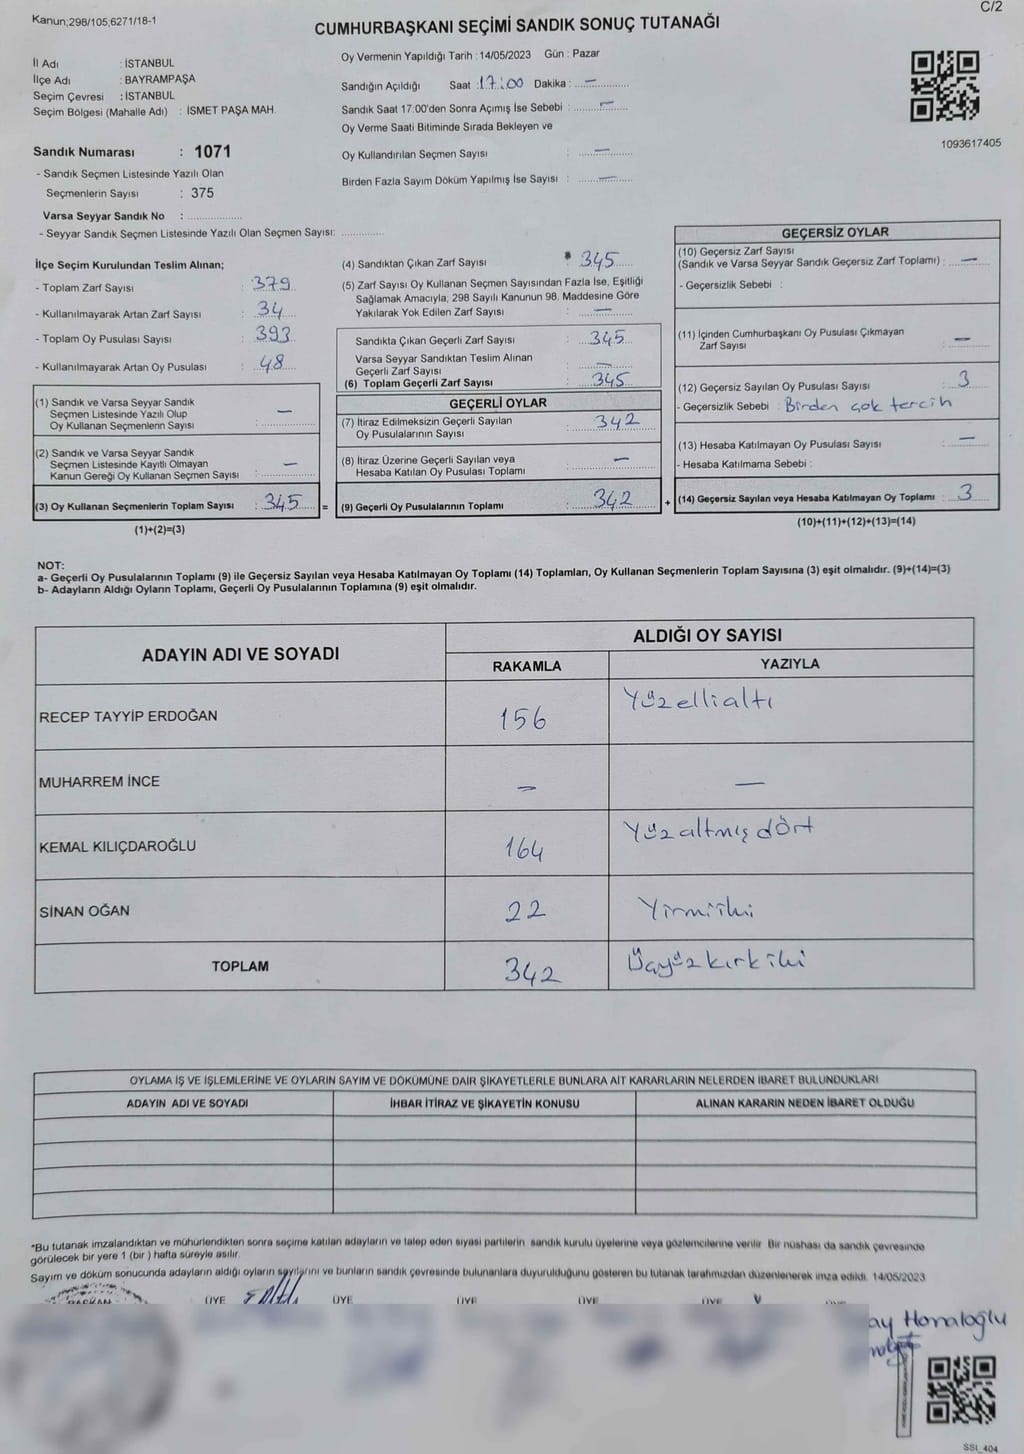 Kanun;298/105;6271/18-1
C/2
CUMHURBAŞKANI SEÇİMİ SANDIK SONUÇ TUTANAĞI
İl Adı : İSTANBUL
İlçe Adı : BAYRAMPAŞA
Seçim Çevresi : İSTANBUL
Seçim Bölgesi (Mahalle Adı) : İSMET PAŞA MAH.
Sandık Numarası : 1071
- Sandık Seçmen Listesinde Yazılı Olan
Seçmenlerin Sayısı : 375
Varsa Seyyar Sandık No :
- Seyyar Sandık Seçmen Listesinde Yazılı Olan Seçmen Sayısı:
Oy Vermenin Yapıldığı Tarih : 14/05/2023 Gün : Pazar
Sandığın Açıldığı Saat : 17:00 Dakika : —
Sandık Saat 17:00'den Sonra Açımış İse Sebebi : —
Oy Verme Saati Bitiminde Sırada Bekleyen ve
Oy Kullandırılan Seçmen Sayısı : —
Birden Fazla Sayım Döküm Yapılmış İse Sayısı : —
1093617405
İlçe Seçim Kurulundan Teslim Alınan;
- Toplam Zarf Sayısı : 379
- Kullanılmayarak Artan Zarf Sayısı : 34
- Toplam Oy Pusulası Sayısı : 393
- Kullanılmayarak Artan Oy Pusulası : 48
(1) Sandık ve Varsa Seyyar Sandık
Seçmen Listesinde Yazılı Olup
Oy Kullanan Seçmenlerin Sayısı : —
(2) Sandık ve Varsa Seyyar Sandık
Seçmen Listesinde Kayıtlı Olmayan
Kanun Gereği Oy Kullanan Seçmen Sayısı : —
(3) Oy Kullanan Seçmenlerin Toplam Sayısı : 345 =
(1)+(2)=(3)
(4) Sandıktan Çıkan Zarf Sayısı * 345
(5) Zarf Sayısı Oy Kullanan Seçmen Sayısından Fazla İse, Eşitliği
Sağlamak Amacıyla, 298 Sayılı Kanunun 98. Maddesine Göre
Yakılarak Yok Edilen Zarf Sayısı : —
Sandıkta Çıkan Geçerli Zarf Sayısı : 345
Varsa Seyyar Sandıktan Teslim Alınan
Geçerli Zarf Sayısı : —
(6) Toplam Geçerli Zarf Sayısı : 345
GEÇERLİ OYLAR
(7) İtiraz Edilmeksizin Geçerli Sayılan
Oy Pusulalarının Sayısı : 342
(8) İtiraz Üzerine Geçerli Sayılan veya
Hesaba Katılan Oy Pusulası Toplamı : —
(9) Geçerli Oy Pusulalarının Toplamı : 342 +
GEÇERSİZ OYLAR
(10) Geçersiz Zarf Sayısı
(Sandık ve Varsa Seyyar Sandık Geçersiz Zarf Toplamı) : —
- Geçersizlik Sebebi :
(11) İçinden Cumhurbaşkanı Oy Pusulası Çıkmayan
Zarf Sayısı : —
(12) Geçersiz Sayılan Oy Pusulası Sayısı : 3
- Geçersizlik Sebebi : Birden çok tercih
(13) Hesaba Katılmayan Oy Pusulası Sayısı : —
- Hesaba Katılmama Sebebi :
(14) Geçersiz Sayılan veya Hesaba Katılmayan Oy Toplamı : 3
(10)+(11)+(12)+(13)=(14)
NOT:
a- Geçerli Oy Pusulalarının Toplamı (9) ile Geçersiz Sayılan veya Hesaba Katılmayan Oy Toplamı (14) Toplamları, Oy Kullanan Seçmenlerin Toplam Sayısına (3) eşit olmalıdır. (9)+(14)=(3)
b- Adayların Aldığı Oyların Toplamı, Geçerli Oy Pusulalarının Toplamına (9) eşit olmalıdır.
ADAYIN ADI VE SOYADI ALDIĞI OY SAYISI
RAKAMLA YAZIYLA
RECEP TAYYİP ERDOĞAN 156 Yüzellialtı
MUHARREM İNCE — —
KEMAL KILIÇDAROĞLU 164 Yüzaltmışdört
SİNAN OĞAN 22 Yirmiiki
TOPLAM 342 Üçyüzkırkiki
OYLAMA İŞ VE İŞLEMLERİNE VE OYLARIN SAYIM VE DÖKÜMÜNE DAİR ŞİKAYETLERLE BUNLARA AİT KARARLARIN NELERDEN İBARET BULUNDUKLARI
ADAYIN ADI VE SOYADI İHBAR İTİRAZ VE ŞİKAYETİN KONUSU ALINAN KARARIN NEDEN İBARET OLDUĞU
*Bu tutanak imzalandıktan ve mühürlendikten sonra seçime katılan adayların ve talep eden siyasi partilerin sandık kurulu üyelerine veya gözlemcilerine verilir. Bir nüshası da sandık çevresinde
görülecek bir yere 1 (bir ) hafta süreyle asılır.
Sayım ve döküm sonucunda adayların aldığı oyların sayılarını ve bunların sandık çevresinde bulunanlara duyurulduğunu gösteren bu tutanak tarafımızdan düzenlenerek imza edildi. 14/05/2023
BAŞKAN ÜYE ÜYE ÜYE ÜYE ÜYE ÜYE
ay Honaloğlu
SSI_404